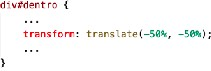 div#dentro {
...
transform: translate(-50%, -50%);
...
}